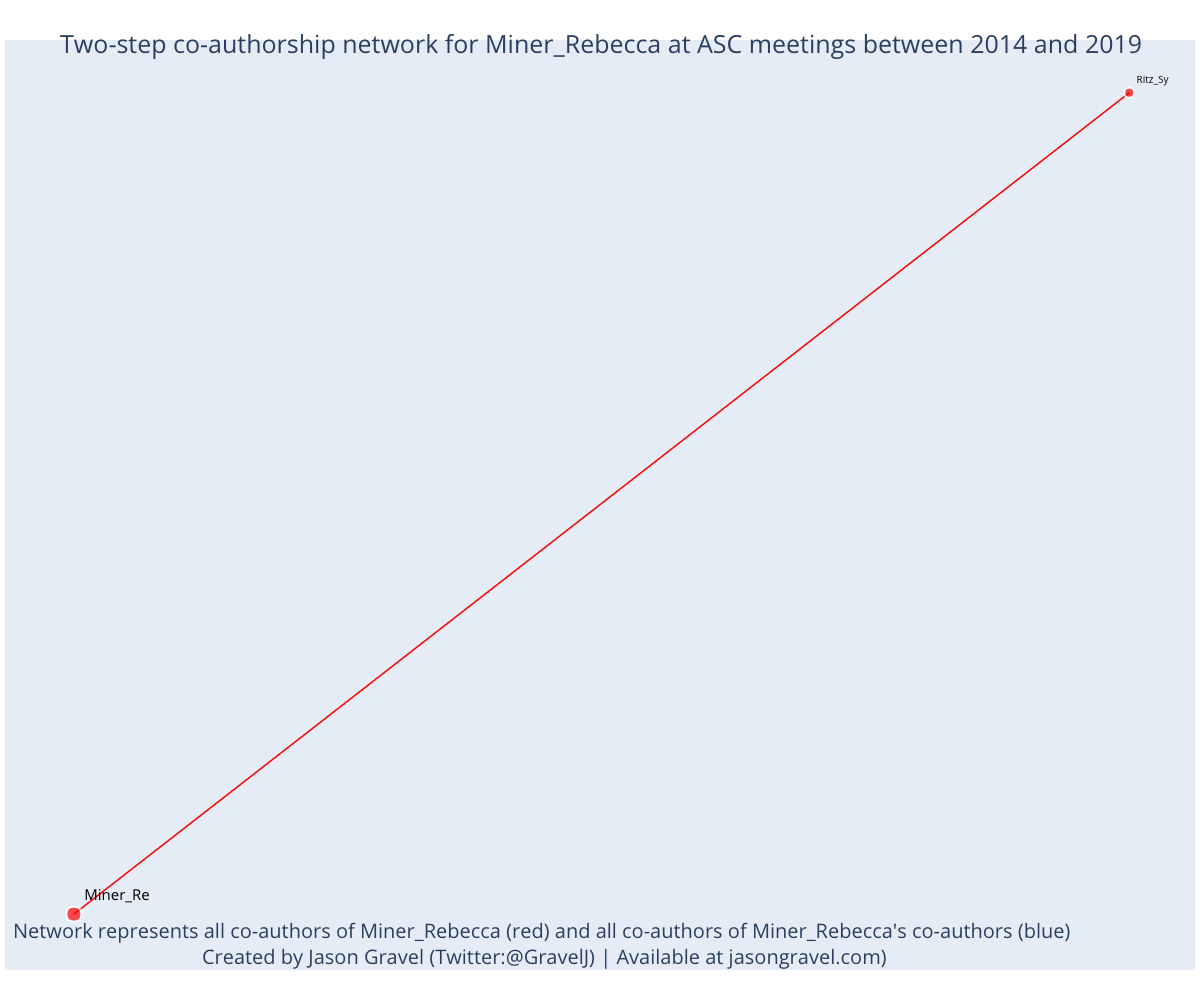 Two-step co-authorship network for Miner_Rebecca at ASC meetings between 2014 and 2019
Ritz_Sy
Miner_Re
Network represents all co-authors of Miner_Rebecca (red) and all co-authors of Miner_Rebecca's co-authors (blue)
Created by Jason Gravel (Twitter:@GravelJ) | Available at jasongravel.com)